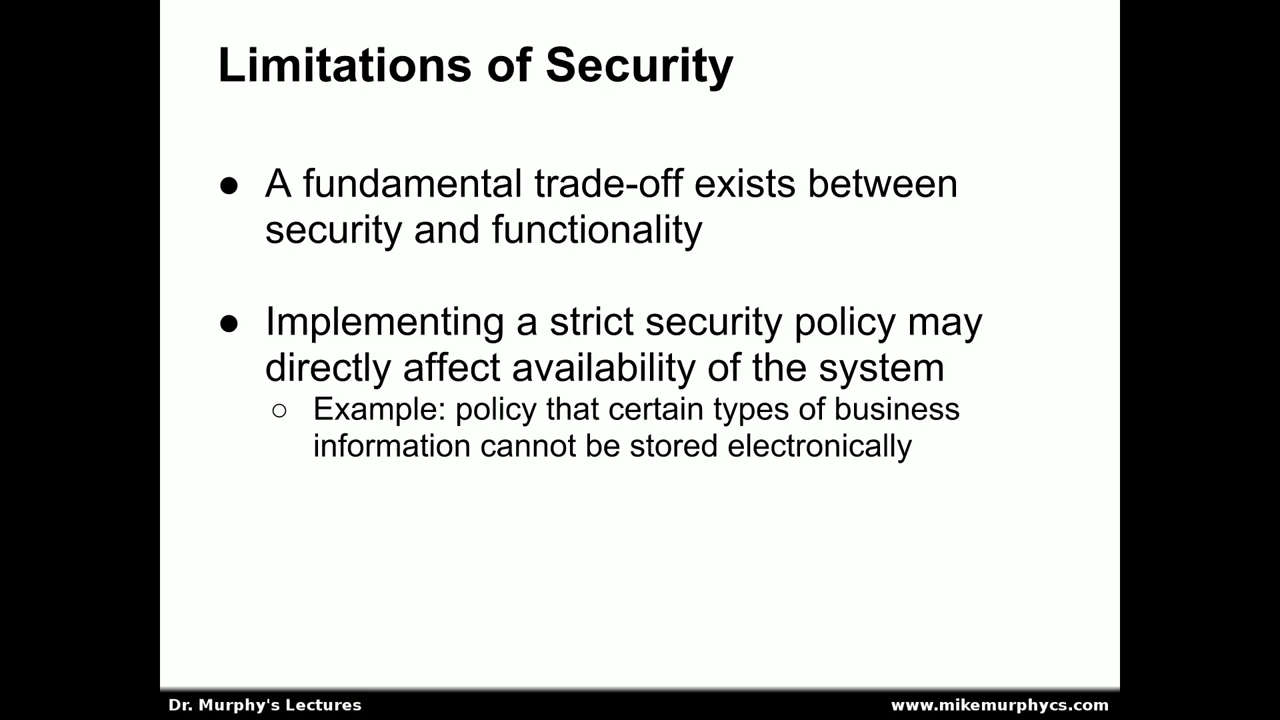 Limitations of Security
● A fundamental trade-off exists between
security and functionality
● Implementing a strict security policy may
directly affect availability of the system
○ Example: policy that certain types of business
information cannot be stored electronically
Dr. Murphy's Lectures
www.mikemurphycs.com